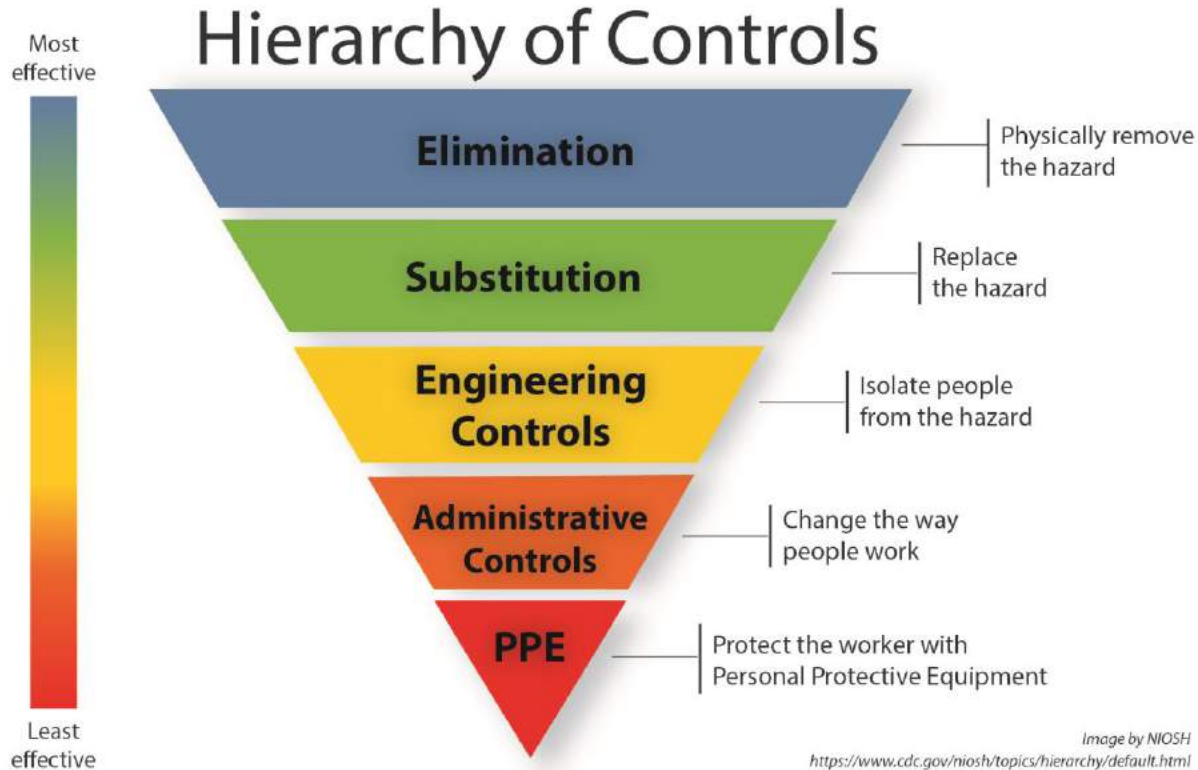 Hierarchy of Controls
Most
effective
Elimination
Physically remove
the hazard
Substitution
Replace
the hazard
Engineering
Controls
Isolate people
from the hazard
Administrative
Controls
Change the way
people work
PPE
Protect the worker with
Personal Protective Equipment
Least
effective
Image by NIOSH
https://www.cdc.gov/niosh/topics/hierarchy/default.html